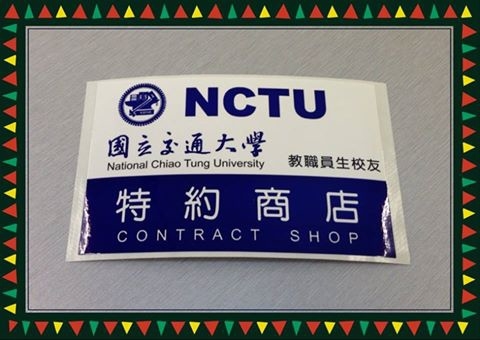 NCTU
國立交通大學
National Chiao Tung University
教職員生校友
特約商店
CONTRACT SHOP